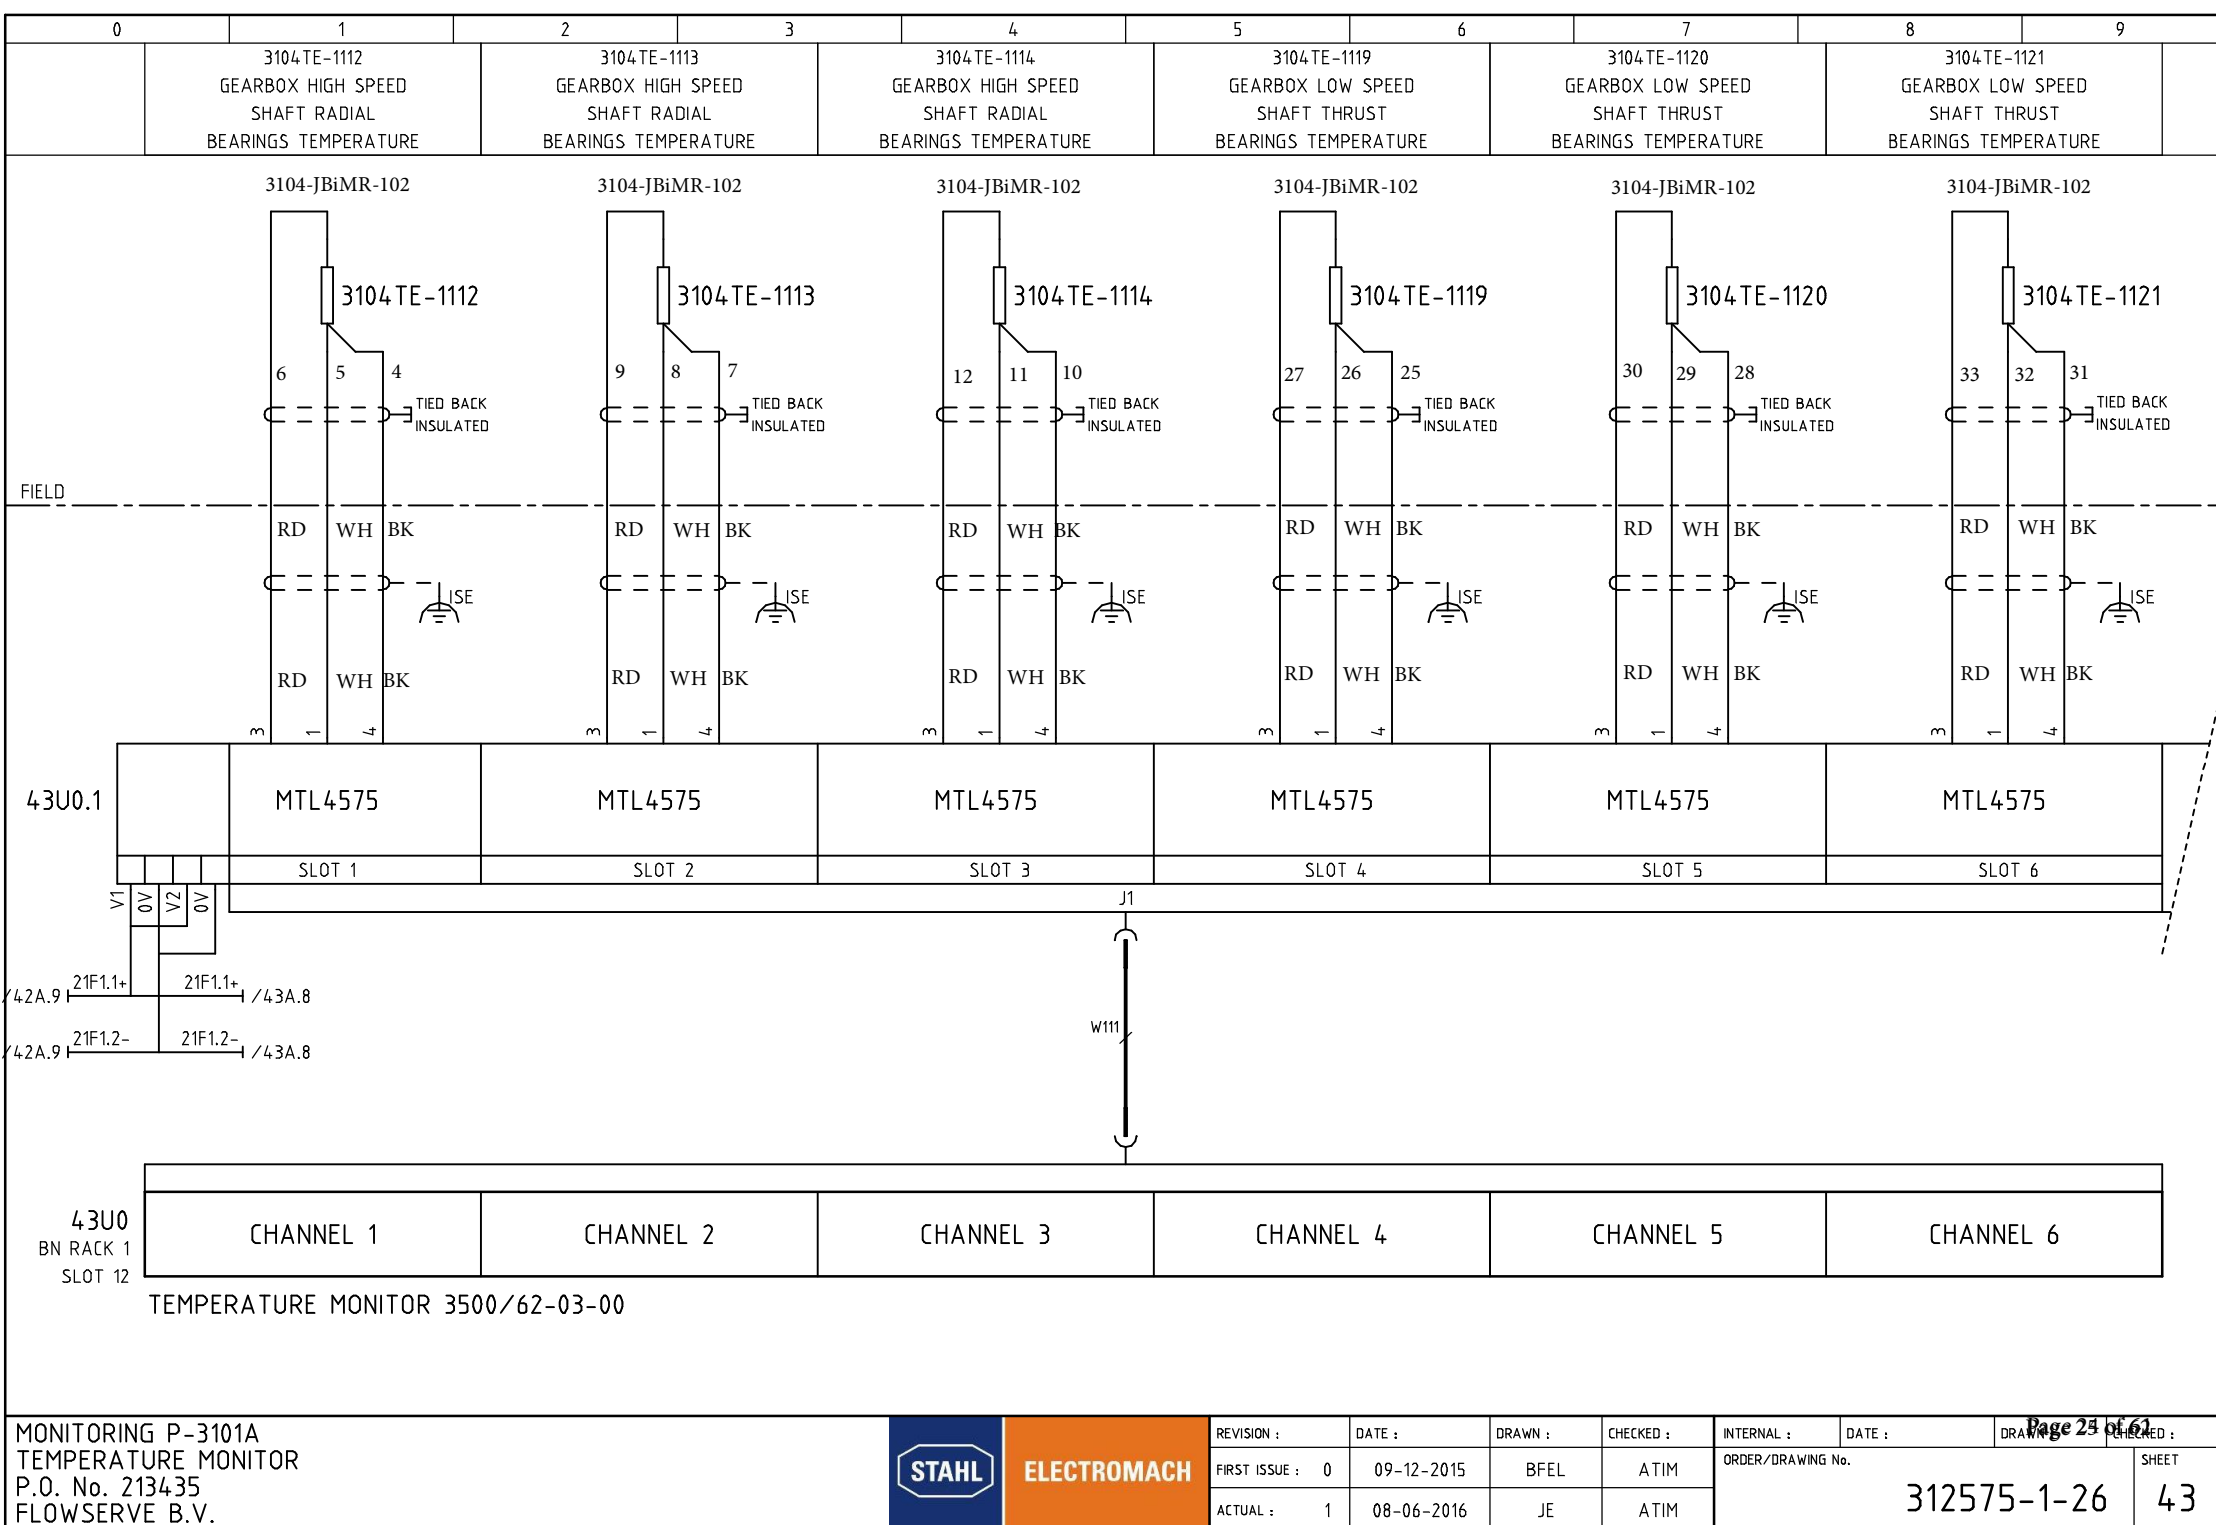 0 1 2 3 4 5 6 7 8 9
3104TE-1112 3104TE-1113 3104TE-1114 3104TE-1119 3104TE-1120 3104TE-1121
GEARBOX HIGH SPEED GEARBOX HIGH SPEED GEARBOX HIGH SPEED GEARBOX LOW SPEED GEARBOX LOW SPEED GEARBOX LOW SPEED
SHAFT RADIAL SHAFT RADIAL SHAFT RADIAL SHAFT THRUST SHAFT THRUST SHAFT THRUST
BEARINGS TEMPERATURE BEARINGS TEMPERATURE BEARINGS TEMPERATURE BEARINGS TEMPERATURE BEARINGS TEMPERATURE BEARINGS TEMPERATURE
3104-JBiMR-102 3104-JBiMR-102 3104-JBiMR-102 3104-JBiMR-102 3104-JBiMR-102 3104-JBiMR-102
3104TE-1112 3104TE-1113 3104TE-1114 3104TE-1119 3104TE-1120 3104TE-1121
6 5 4 9 8 7 12 11 10 27 26 25 30 29 28 33 32 31
TIED BACK TIED BACK TIED BACK TIED BACK TIED BACK TIED BACK
INSULATED INSULATED INSULATED INSULATED INSULATED INSULATED
FIELD
RD WH BK RD WH BK RD WH BK RD WH BK RD WH BK RD WH BK
ISE ISE ISE ISE ISE ISE
RD WH BK RD WH BK RD WH BK RD WH BK RD WH BK RD WH BK
3 1 4 3 1 4 3 1 4 3 1 4 3 1 4 3 1 4
43U0.1 MTL4575 MTL4575 MTL4575 MTL4575 MTL4575 MTL4575
SLOT 1 SLOT 2 SLOT 3 SLOT 4 SLOT 5 SLOT 6
V1 0V V2 0V J1
/42A.9 21F1.1+ 21F1.1+ /43A.8
W111
/42A.9 21F1.2- 21F1.2- /43A.8
43U0 CHANNEL 1 CHANNEL 2 CHANNEL 3 CHANNEL 4 CHANNEL 5 CHANNEL 6
BN RACK 1
SLOT 12
TEMPERATURE MONITOR 3500/62-03-00
MONITORING P-3101A
TEMPERATURE MONITOR
P.O. No. 213435
FLOWSERVE B.V.
STAHL ELECTROMACH
REVISION : DATE : DRAWN : CHECKED :
FIRST ISSUE : 0 09-12-2015 BFEL ATIM
ACTUAL : 1 08-06-2016 JE ATIM
INTERNAL : DATE : DRAWN : CHECKED :
Page of
ORDER/DRAWING No. SHEET
312575-1-26 43